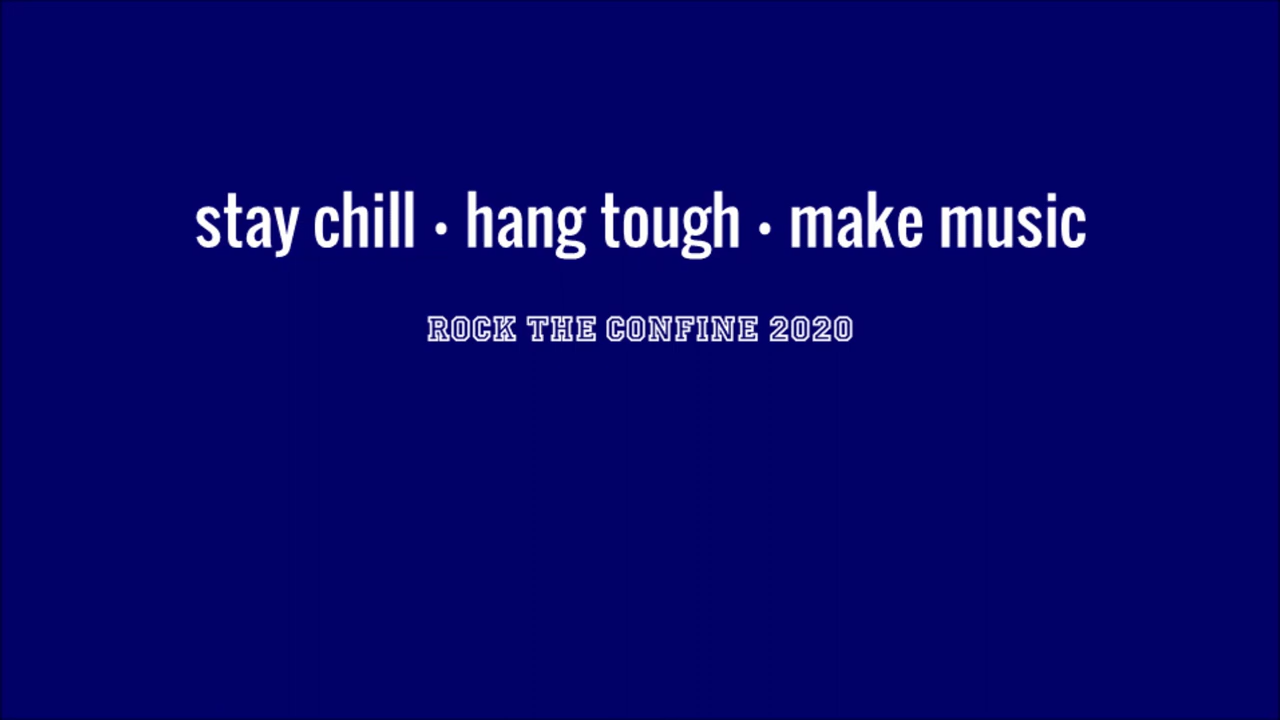 stay chill • hang tough • make music
ROCK THE CONFINE 2020